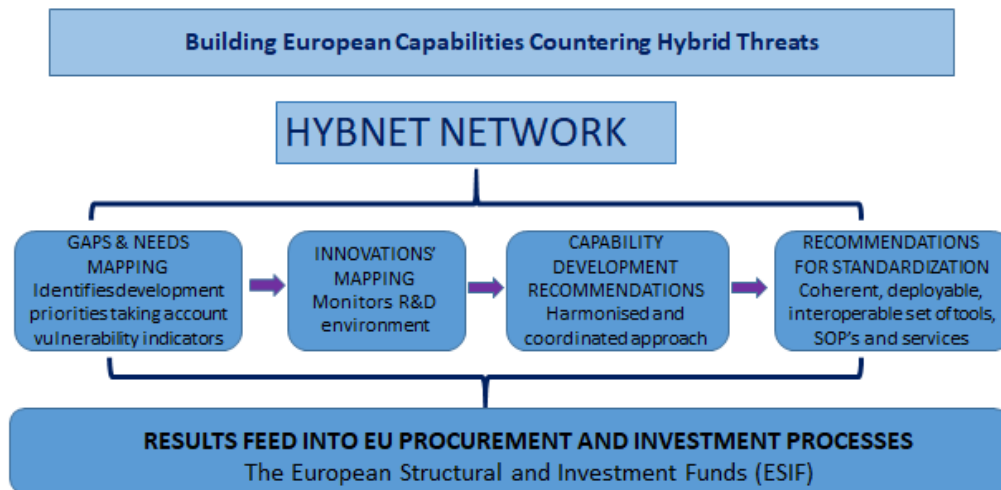 Building European Capabilities Countering Hybrid Threats
HYBNET NETWORK
GAPS & NEEDS
MAPPING
Identifies development
priorities taking account
vulnerability indicators
INNOVATIONS'
MAPPING
Monitors R&D
environment
CAPABILITY
DEVELOPMENT
RECOMMENDATIONS
Harmonised and
coordinated approach
RECOMMENDATIONS
FOR STANDARDIZATION
Coherent, deployable,
interoperable set of tools,
SOP's and services
RESULTS FEED INTO EU PROCUREMENT AND INVESTMENT PROCESSES
The European Structural and Investment Funds (ESIF)